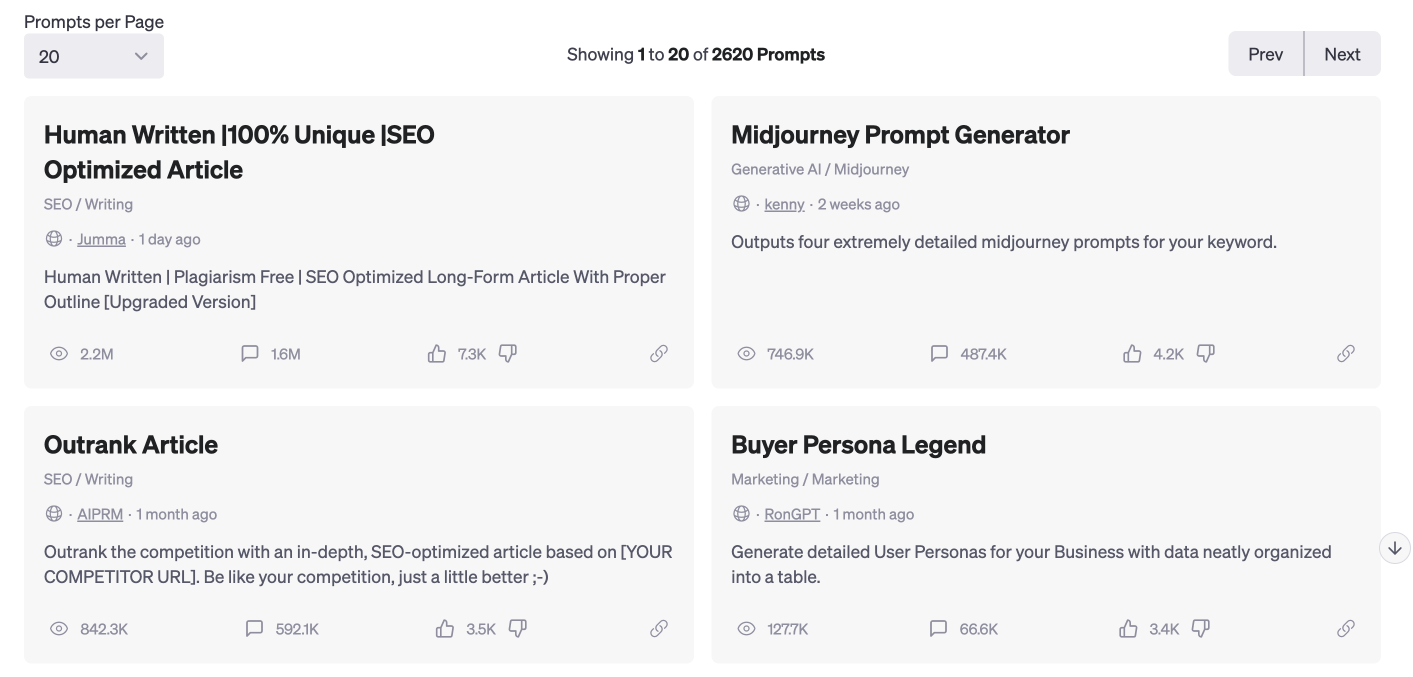 Prompts per Page
20
Showing 1 to 20 of 2620 Prompts
Prev
Next
Human Written |100% Unique |SEO
Optimized Article
SEO / Writing
· Jumma · 1 day ago
Human Written | Plagiarism Free | SEO Optimized Long-Form Article With Proper
Outline [Upgraded Version]
2.2M
1.6M
7.3K
Midjourney Prompt Generator
Generative AI / Midjourney
· kenny · 2 weeks ago
Outputs four extremely detailed midjourney prompts for your keyword.
746.9K
487.4K
4.2K
Outrank Article
SEO / Writing
· AIPRM · 1 month ago
Outrank the competition with an in-depth, SEO-optimized article based on [YOUR
COMPETITOR URL]. Be like your competition, just a little better ;-)
842.3K
592.1K
3.5K
Buyer Persona Legend
Marketing / Marketing
· RonGPT · 1 month ago
Generate detailed User Personas for your Business with data neatly organized
into a table.
127.7K
66.6K
3.4K